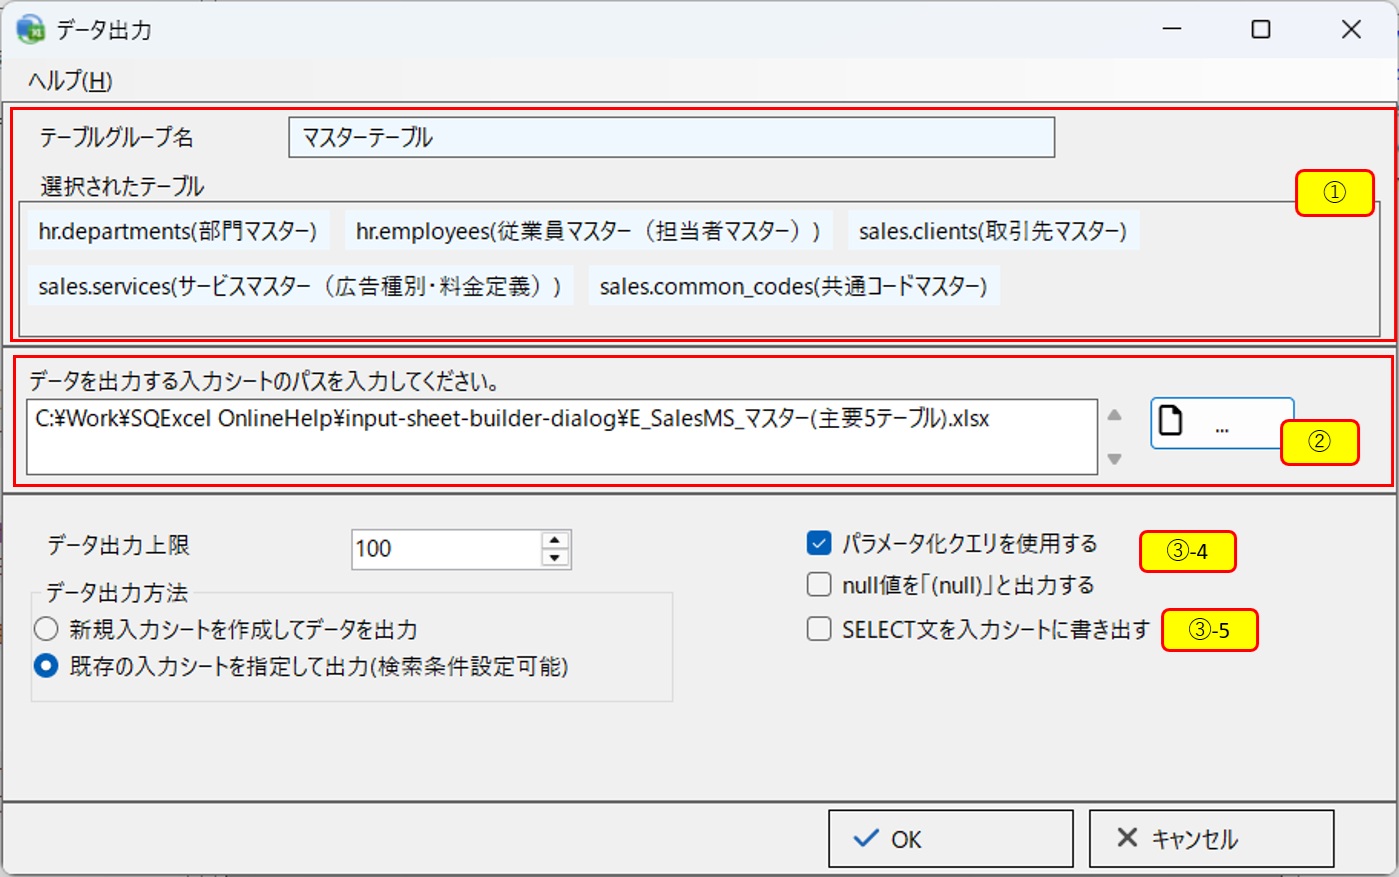 データ出力
ヘルプ(H)
テーブルグループ名
マスターテーブル
選択されたテーブル
①
hr.departments(部門マスター)
hr.employees(従業員マスター（担当者マスター）)
sales.clients(取引先マスター)
sales.services(サービスマスター（広告種別・料金定義）)
sales.common_codes(共通コードマスター)
データを出力する入力シートのパスを入力してください。
C:¥Work¥SQExcel OnlineHelp¥input-sheet-builder-dialog¥E_SalesMS_マスター(主要5テーブル).xlsx
...
②
データ出力上限
100
データ出力方法
新規入力シートを作成してデータを出力
既存の入力シートを指定して出力(検索条件設定可能)
パラメータ化クエリを使用する
③-4
null値を「(null)」と出力する
SELECT文を入力シートに書き出す
③-5
OK
キャンセル